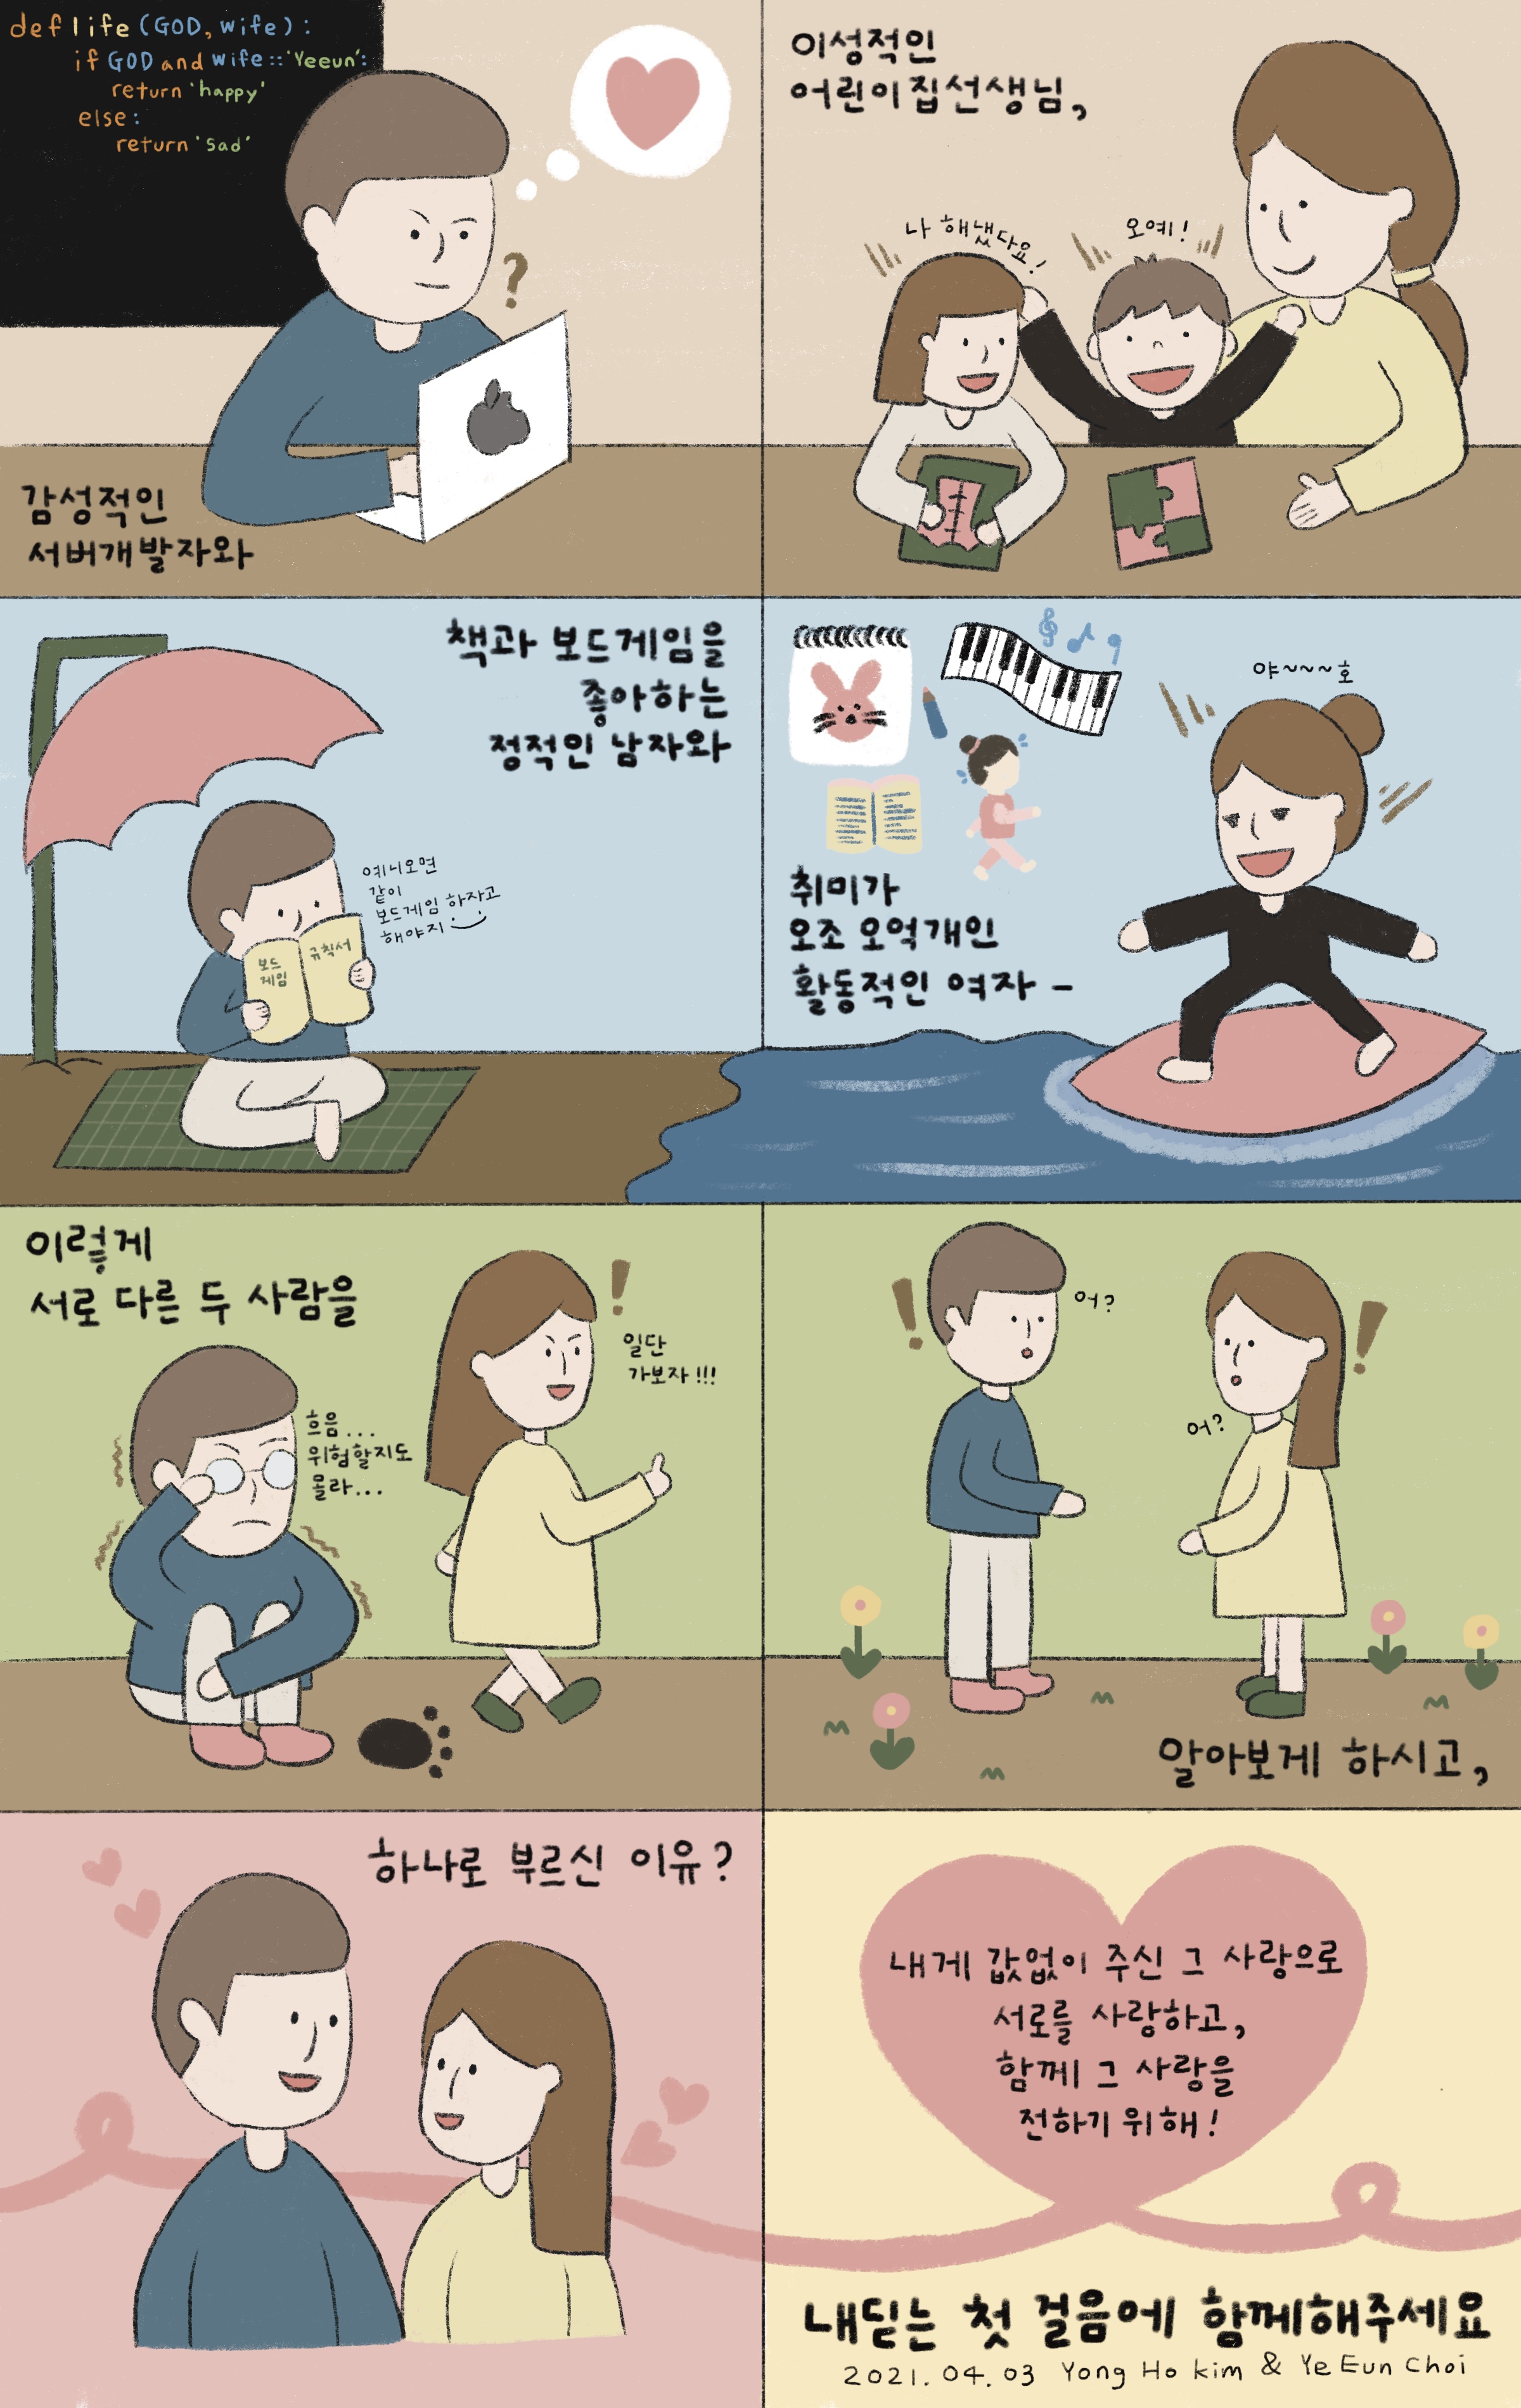 def life (GOD, wife) :
if GOD and wife :: 'Yeeun':
return 'happy'
else:
return 'Sad'
?
감성적인
서버개발자와
이성적인
어린이집선생님,
나 해냈다요!
오예!
책과 보드게임을
좋아하는
정적인 남자와
예니오면
같이
보드게임 하자고
해야지
보드
게임
규칙서
야~~~호
취미가
오조 오억개인
활동적인 여자 -
이렇게
서로 다른 두 사람을
!
일단
가보자 !!!
흐음...
위험할지도
몰라...
!
어?
!
어?
알아보게 하시고,
하나로 부르신 이유?
내게 값없이 주신 그 사랑으로
서로를 사랑하고,
함께 그 사랑을
전하기 위해!
내딛는 첫 걸음에 함께해주세요
2021. 04. 03 Yong Ho kim & Ye Eun Choi